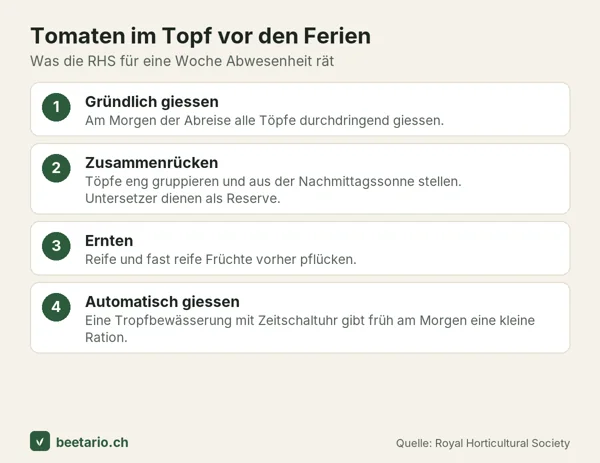 Tomaten im Topf vor den Ferien
Was die RHS für eine Woche Abwesenheit rät
1
Gründlich giessen
Am Morgen der Abreise alle Töpfe durchdringend giessen.
2
Zusammenrücken
Töpfe eng gruppieren und aus der Nachmittagssonne stellen.
Untersetzer dienen als Reserve.
3
Ernten
Reife und fast reife Früchte vorher pflücken.
4
Automatisch giessen
Eine Tropfbewässerung mit Zeitschaltuhr gibt früh am Morgen eine kleine
Ration.
beetario.ch
Quelle: Royal Horticultural Society